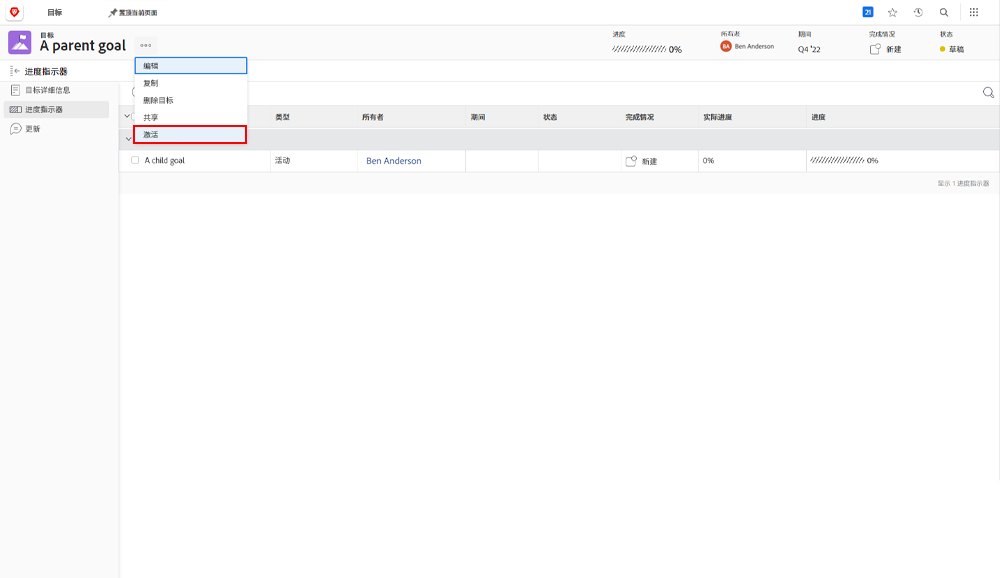 目标
置顶当前页面
21
目标
A parent goal
进度
0%
所有者
BA Ben Anderson
期间
Q4 '22
完成情况
新建
状态
草稿
进度指示器
编辑
复制
删除目标
共享
激活
目标详细信息
进度指示器
更新
类型 所有者 期间 状态 完成情况 实际进度 进度
A child goal 活动 Ben Anderson 新建 0% 0%
显示 1 进度指示器